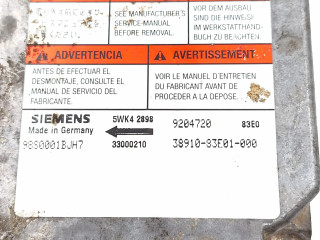 SEE MANUFACTURER'S
SERVICE-MANUAL
BEFORE REMOVAL.
VOR DEM AUSBAU
SIND DIE HINWEISE
IM WERKSTATTHAND-
BUCH ZU BEACHTEN.
ADVERTENCIA
ANTES DE EFECTUAR EL
DESMONTAJE, CONSULTE EL
MANUAL DE SERVICIO DEL
FABRICANTE.
AVERTISSEMENT
VOIR LE MANUEL D'ENTRETIEN
DU FABRICANT AVANT DE
PROCEDER A LA DEPOSE.
SIEMENS 5WK4 2898 9204720 83E0
Made in Germany
98S0001BJH7 33000210 38910-83E01-000